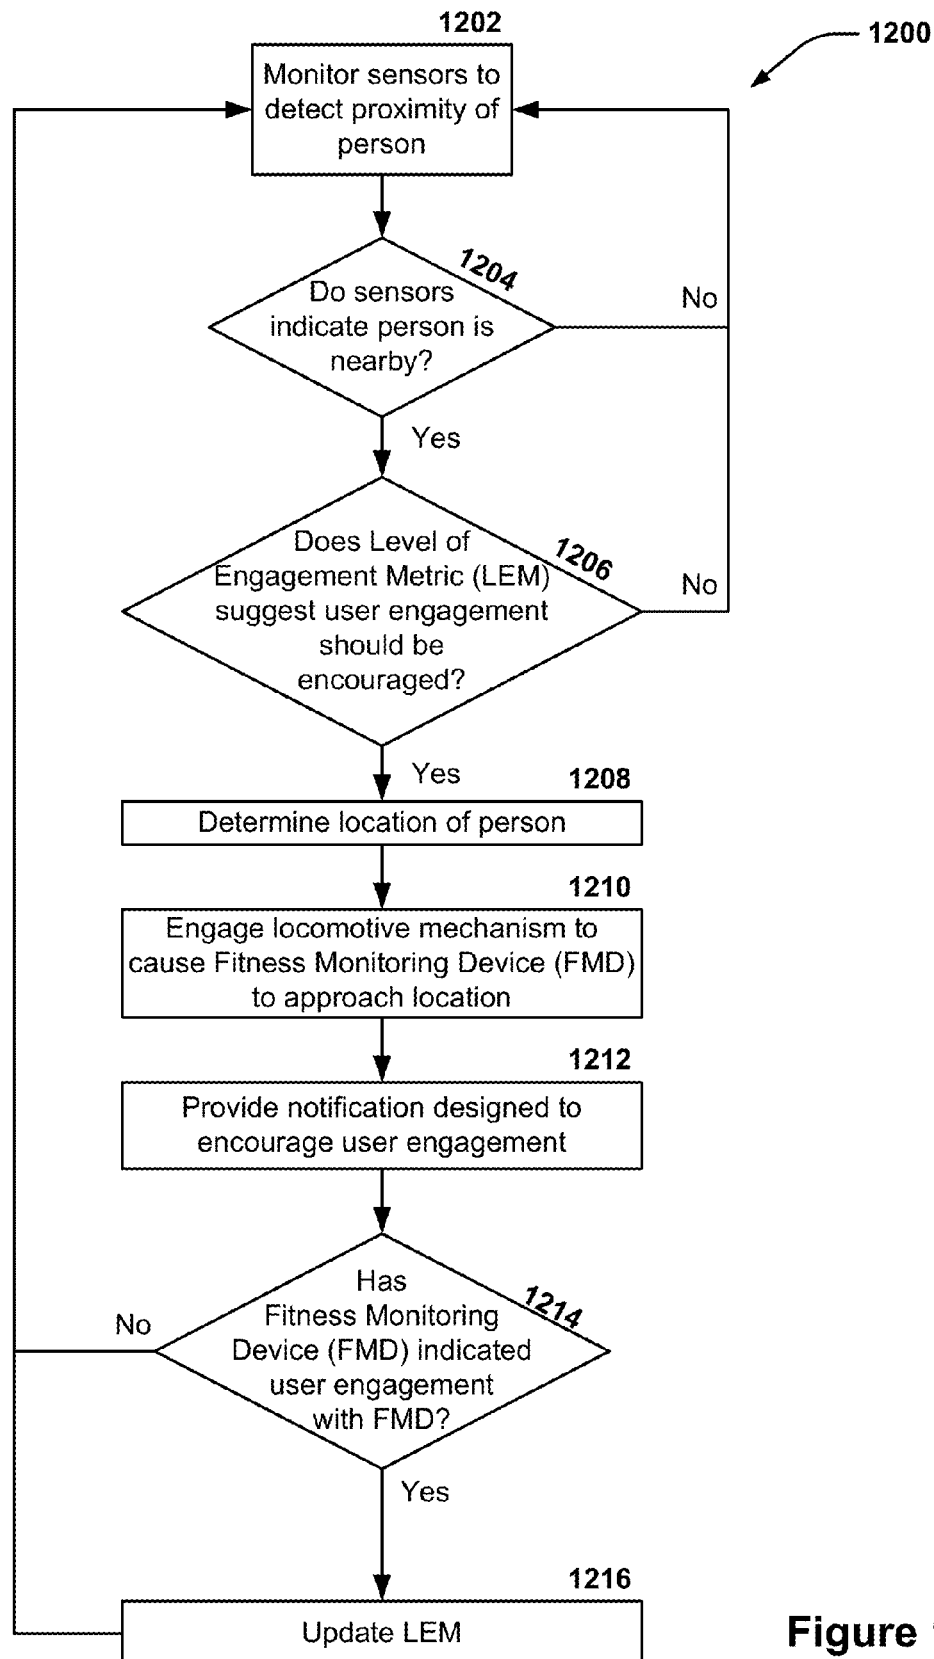 1202
1200
Monitor sensors to
detect proximity of
person
1204
Do sensors
indicate person is
nearby?
No
Yes
1206
Does Level of
Engagement Metric (LEM)
suggest user engagement
should be
encouraged?
No
Yes
1208
Determine location of person
1210
Engage locomotive mechanism to
cause Fitness Monitoring Device (FMD)
to approach location
1212
Provide notification designed to
encourage user engagement
1214
Has
Fitness Monitoring
Device (FMD) indicated
user engagement
with FMD?
No
Yes
1216
Update LEM
Figure